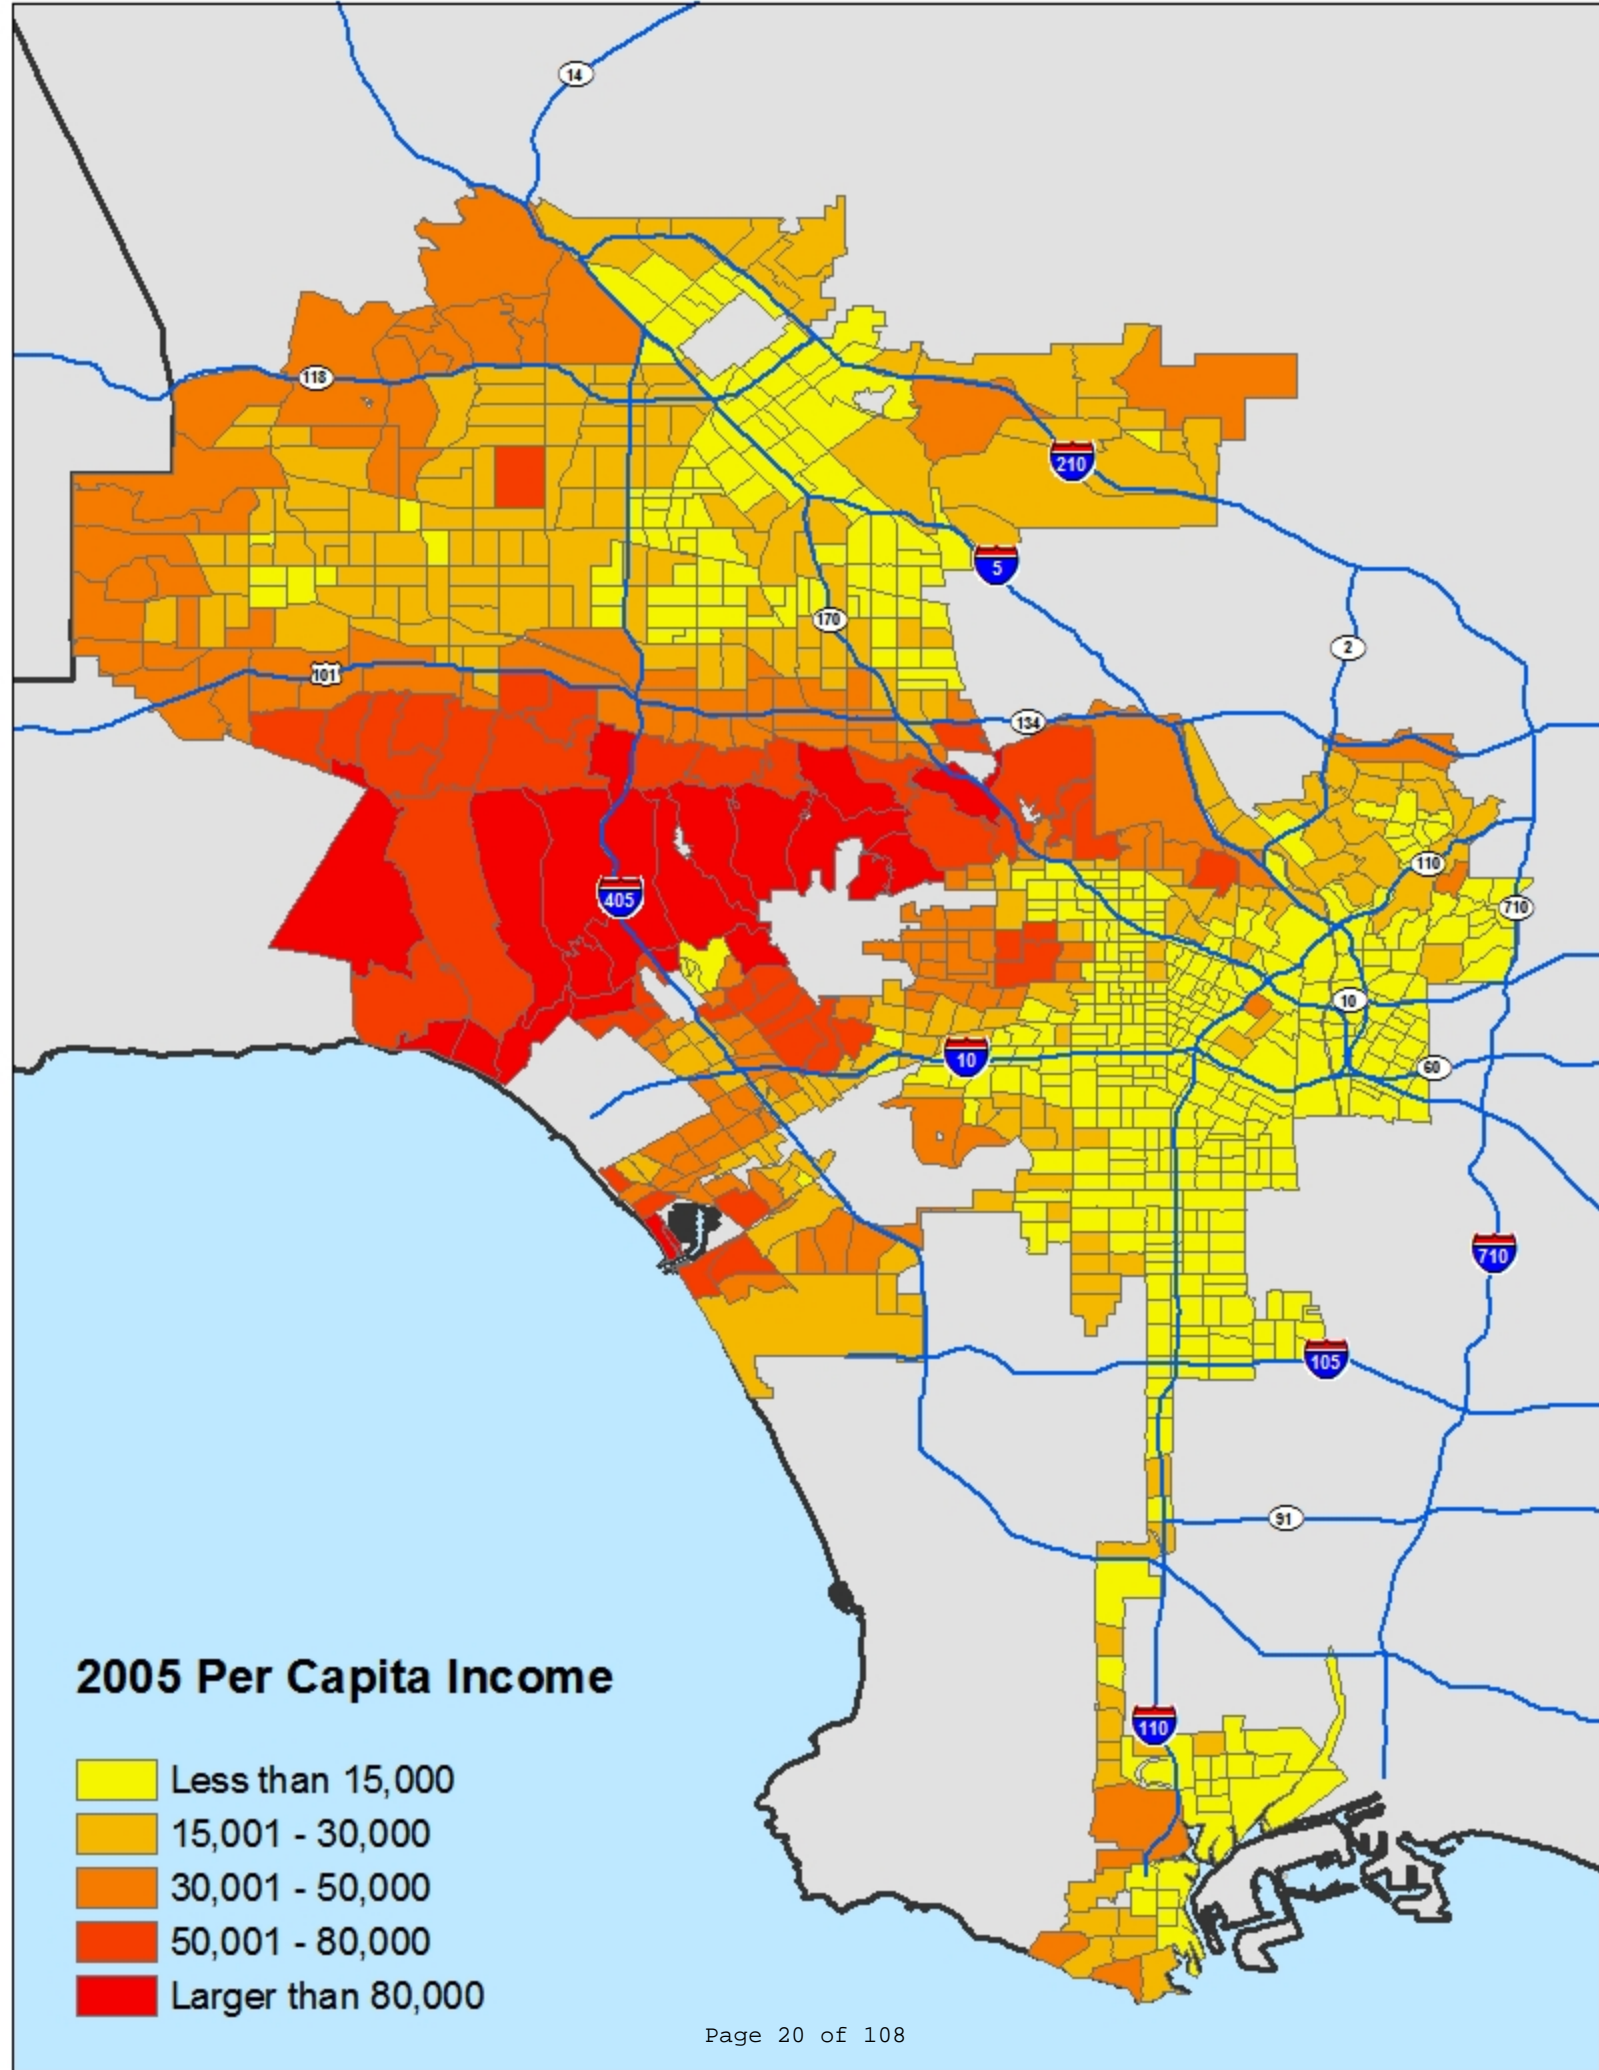 14
118
210
5
170
2
101
134
110
405
710
10
10
60
710
105
91
110
2005 Per Capita Income
Less than 15,000
15,001 - 30,000
30,001 - 50,000
50,001 - 80,000
Larger than 80,000
Page 20 of 108